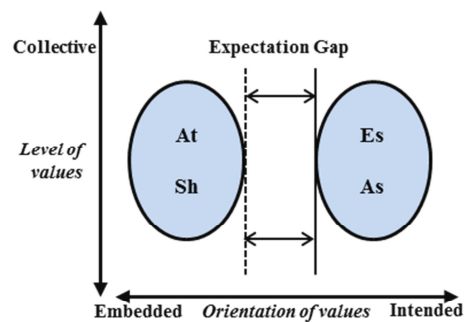 Collective
Expectation Gap
At
Es
Level of
values
Sh
As
Embedded
Orientation of values
Intended